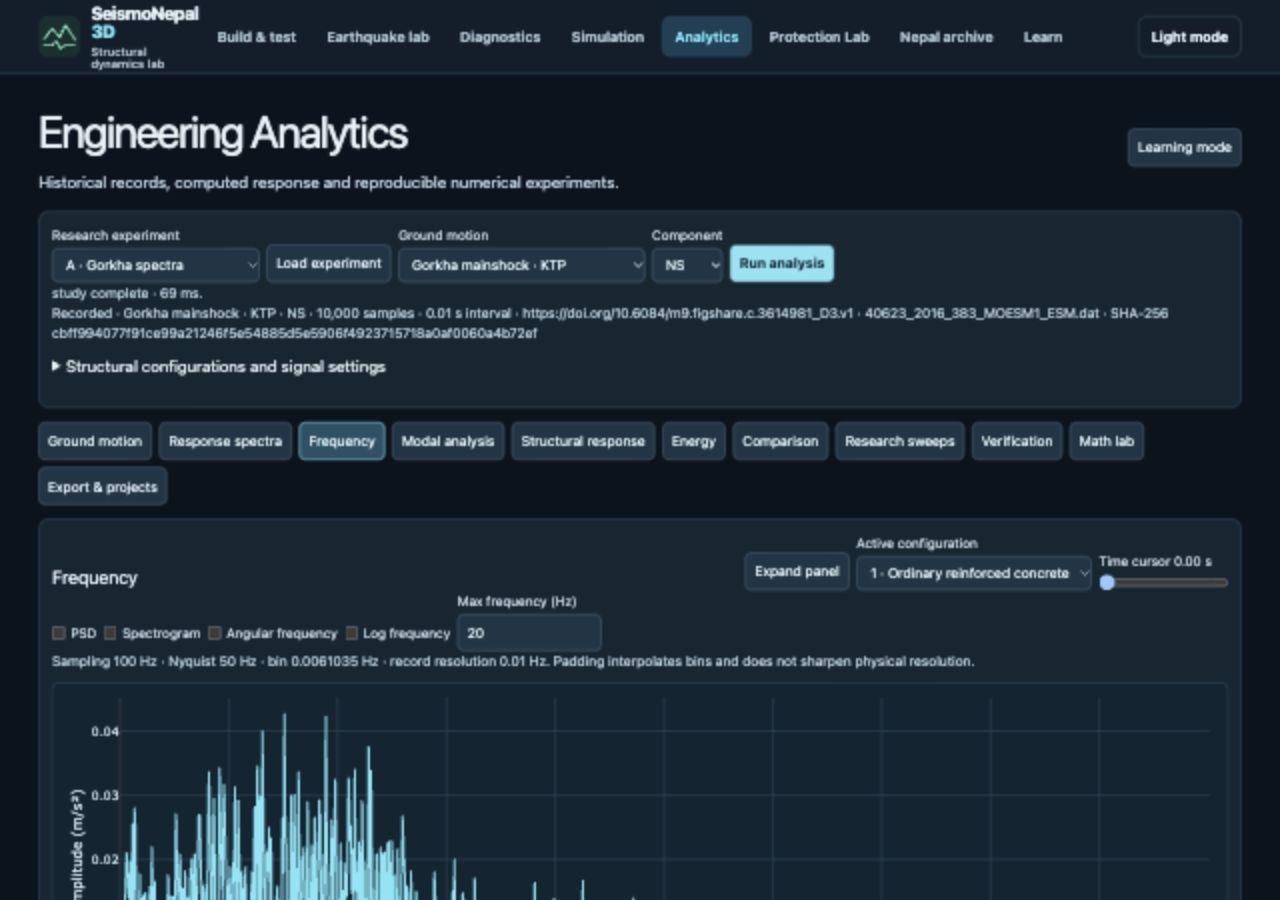 SeismoNepal
3D
Structural
dynamics lab
Build & test
Earthquake lab
Diagnostics
Simulation
Analytics
Protection Lab
Nepal archive
Learn
Light mode
Engineering Analytics
Learning mode
Historical records, computed response and reproducible numerical experiments.
Research experiment
Ground motion
Component
A · Gorkha spectra
Load experiment
Gorkha mainshock · KTP
NS
Run analysis
study complete · 69 ms.
Recorded · Gorkha mainshock · KTP · NS · 10,000 samples · 0.01 s interval · https://doi.org/10.6084/m9.figshare.c.3614981_D3.v1 · 40623_2016_383_MOESM1_ESM.dat · SHA-256
cbff994077f91ce99a21246f5e54885d5e5906f4923715718a0af0060a4b72ef
▶ Structural configurations and signal settings
Ground motion
Response spectra
Frequency
Modal analysis
Structural response
Energy
Comparison
Research sweeps
Verification
Math lab
Export & projects
Frequency
Expand panel
Active configuration
1 · Ordinary reinforced concrete
Time cursor 0.00 s
PSD
Spectrogram
Angular frequency
Log frequency
Max frequency (Hz)
20
Sampling 100 Hz · Nyquist 50 Hz · bin 0.0061035 Hz · record resolution 0.01 Hz. Padding interpolates bins and does not sharpen physical resolution.
0.04
0.03
0.02
mplitude (m/s²)